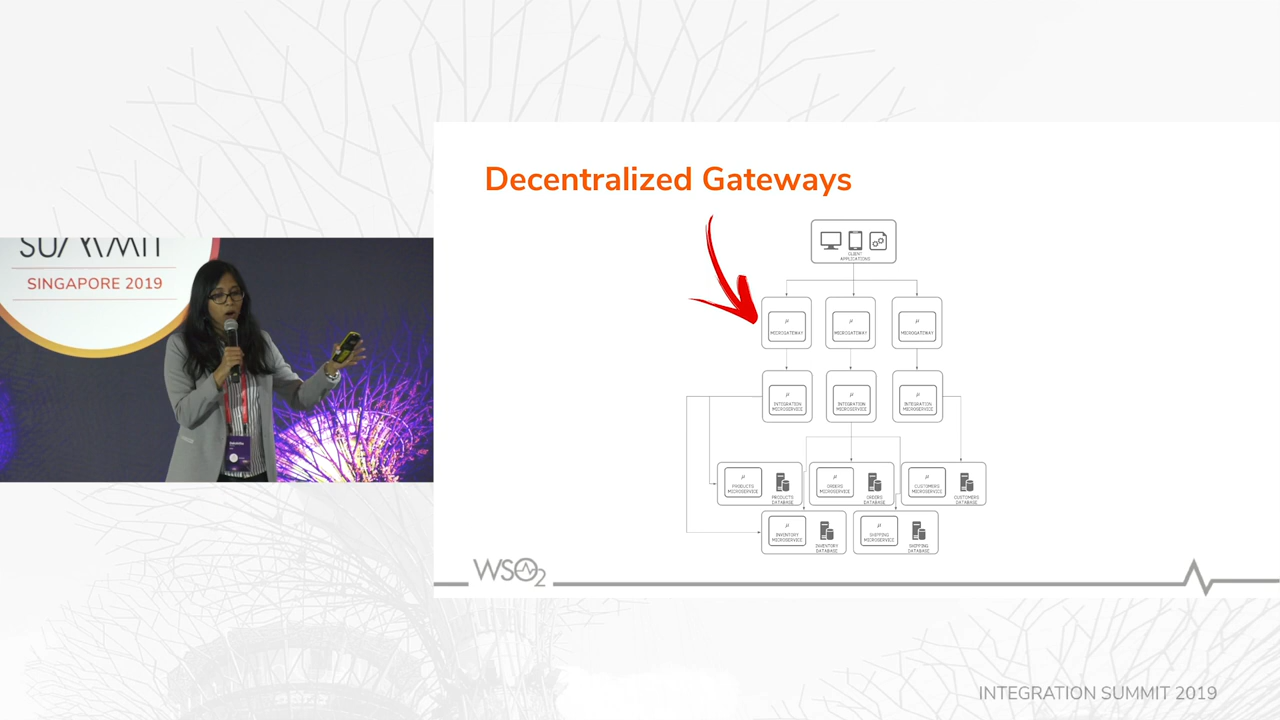 SUMMIT
SINGAPORE 2019
Decentralized Gateways
CLIENT
APPLICATIONS
μ
MICROGATEWAY
μ
MICROGATEWAY
μ
MICROGATEWAY
μ
INTEGRATION
MICROSERVICE
μ
INTEGRATION
MICROSERVICE
μ
INTEGRATION
MICROSERVICE
μ
PRODUCTS
MICROSERVICE
PRODUCTS
DATABASE
μ
ORDERS
MICROSERVICE
ORDERS
DATABASE
μ
CUSTOMERS
MICROSERVICE
CUSTOMERS
DATABASE
μ
INVENTORY
MICROSERVICE
INVENTORY
DATABASE
μ
SHIPPING
MICROSERVICE
SHIPPING
DATABASE
WSO2
INTEGRATION SUMMIT 2019